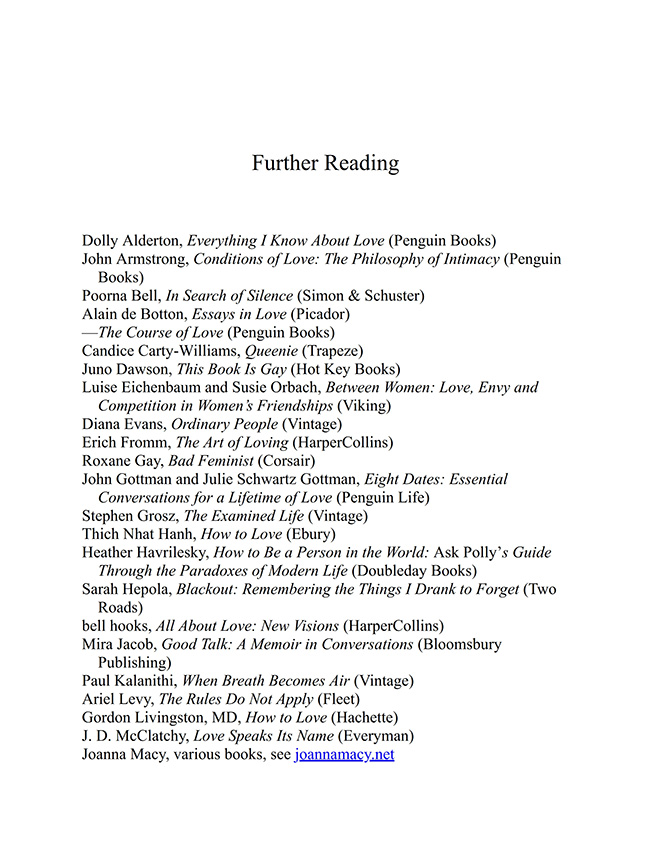 Further Reading
Dolly Alderton, Everything I Know About Love (Penguin Books)
John Armstrong, Conditions of Love: The Philosophy of Intimacy (Penguin
Books)
Poorna Bell, In Search of Silence (Simon & Schuster)
Alain de Botton, Essays in Love (Picador)
—The Course of Love (Penguin Books)
Candice Carty-Williams, Queenie (Trapeze)
Juno Dawson, This Book Is Gay (Hot Key Books)
Luise Eichenbaum and Susie Orbach, Between Women: Love, Envy and
Competition in Women’s Friendships (Viking)
Diana Evans, Ordinary People (Vintage)
Erich Fromm, The Art of Loving (HarperCollins)
Roxane Gay, Bad Feminist (Corsair)
John Gottman and Julie Schwartz Gottman, Eight Dates: Essential
Conversations for a Lifetime of Love (Penguin Life)
Stephen Grosz, The Examined Life (Vintage)
Thich Nhat Hanh, How to Love (Ebury)
Heather Havrilesky, How to Be a Person in the World: Ask Polly’s Guide
Through the Paradoxes of Modern Life (Doubleday Books)
Sarah Hepola, Blackout: Remembering the Things I Drank to Forget (Two
Roads)
bell hooks, All About Love: New Visions (HarperCollins)
Mira Jacob, Good Talk: A Memoir in Conversations (Bloomsbury
Publishing)
Paul Kalanithi, When Breath Becomes Air (Vintage)
Ariel Levy, The Rules Do Not Apply (Fleet)
Gordon Livingston, MD, How to Love (Hachette)
J. D. McClatchy, Love Speaks Its Name (Everyman)
Joanna Macy, various books, see joannamacy.net